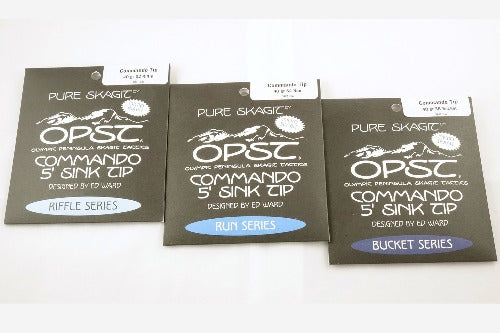 Commando Tip
PURE SKAGIT
OPST
OLYMPIC PENINSULA SKAGIT TACTICS
COMMANDO
5' SINK TIP
DESIGNED BY ED WARD
RIFFLE SERIES
Commando Tip
PURE SKAGIT
OPST
OLYMPIC PENINSULA SKAGIT TACTICS
COMMANDO
5' SINK TIP
DESIGNED BY ED WARD
RUN SERIES
Commando Tip
PURE SKAGIT
OPST
OLYMPIC PENINSULA SKAGIT TACTICS
COMMANDO
5' SINK TIP
DESIGNED BY ED WARD
BUCKET SERIES